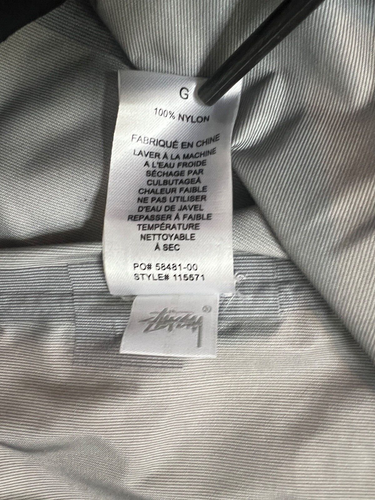 G
100% NYLON
FABRIQUÉ EN CHINE
LAVER À LA MACHINE
A L'EAU FROIDE
SÉCHAGE PAR
CULBUTAGEÂ
CHALEUR FAIBLE
NE PAS UTILISER
D'EAU DE JAVEL
REPASSER À FAIBLE
TEMPÉRATURE
NETTOYABLE
À SEC
PO# 58481-00
STYLE# 115571
Stüssy ®